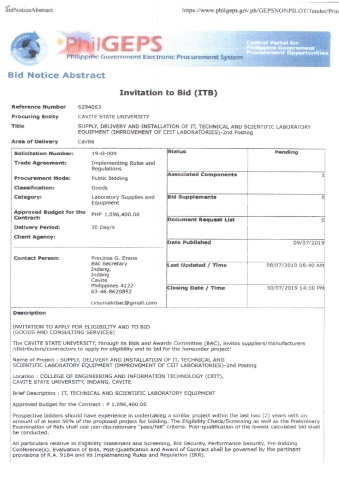 BidNoticeAbstract
https://www.philgeps.gov.ph/GEPSNONPILOT/Tender/Prin
PhilGEPS
Philippine Government Electronic Procurement System
Central Portal for
Philippine Government
Procurement Opportunities
Bid Notice Abstract
Invitation to Bid (ITB)
Reference Number 6294063
Procuring Entity CAVITE STATE UNIVERSITY
Title SUPPLY, DELIVERY AND INSTALLATION OF IT, TECHNICAL AND SCIENTIFIC LABORATORY
EQUIPMENT (IMPROVEMENT OF CEIT LABORATORIES)-2nd Posting
Area of Delivery Cavite
Solicitation Number: 19-G-009
Trade Agreement: Implementing Rules and
Regulations
Procurement Mode: Public Bidding
Classification: Goods
Category: Laboratory Supplies and
Equipment
Approved Budget for the
Contract: PHP 1,096,400.00
Delivery Period: 30 Day/s
Client Agency:
Contact Person: Preciose G.
Bac Secretary
Indang,
Indang
Cavite
Philippines 4122
63-46-8620852
cvsumainbac@gmail.com
Status Pending
Associated Components 1
Bid Supplements 0
Document Request List 0
Date Published 09/07/2019
Last Updated / Time 08/07/2019 08:40 AM
Closing Date / Time 30/07/2019 14:30 PM
Description
INVITATION TO APPLY FOR ELIGIBILITY AND TO BID
(GOODS AND CONSULTING SERVICES)
The CAVITE STATE UNIVERSITY, through its Bids and Awards Committee (BAC), invites suppliers/manufacturers
/distributors/contractors to apply for eligibility and to bid for the hereunder project:
Name of Project : SUPPLY, DELIVERY AND INSTALLATION OF IT, TECHNICAL AND
SCIENTIFIC LABORATORY EQUIPMENT (IMPROVEMENT OF CEIT LABORATORIES)-2nd Posting
Location : COLLEGE OF ENGINEERING AND INFORMATION TECHNOLOGY (CEIT),
CAVITE STATE UNIVERSITY, INDANG, CAVITE
Brief Description : IT, TECHNICAL AND SCIENTIFIC LABORATORY EQUIPMENT
Approved Budget for the Contract : P 1,096,400.00
Prospective bidders should have experience in undertaking a similar project within the last two (2) years with an
amount of at least 50% of the proposed project for bidding. The Eligibility Check/Screening as well as the Preliminary
Examination of Bids shall use non-discretionary "pass/fail" criteria. Post-qualification of the lowest calculated bid shall
be conducted.
All particulars relative to Eligibility Statement and Screening, Bid Security, Performance Security, Pre-Bidding
Conference(s), Evaluation of Bids, Post-Qualification and Award of Contract shall be governed by the pertinent
provisions of R.A. 9184 and its Implementing Rules and Regulation (IRR).